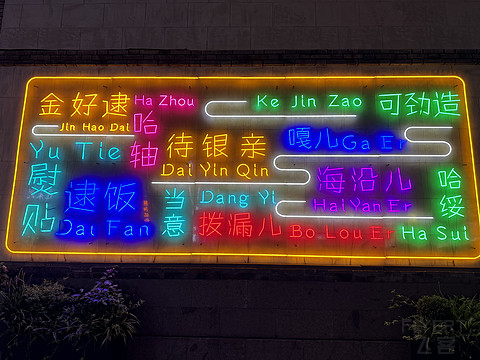 金好逮
Jin Hao Dai
Ha Zhou
哈轴
Ke Jin Zao
可劲造
Yu Tie
熨贴
待银亲
Dai Yin Qin
嘎儿 Ga Er
海沿儿
Hai Yan Er
哈绥
Ha Sui
逮饭
Dai Fan
当意
Dang Yi
拨漏儿 Bo Lou Er